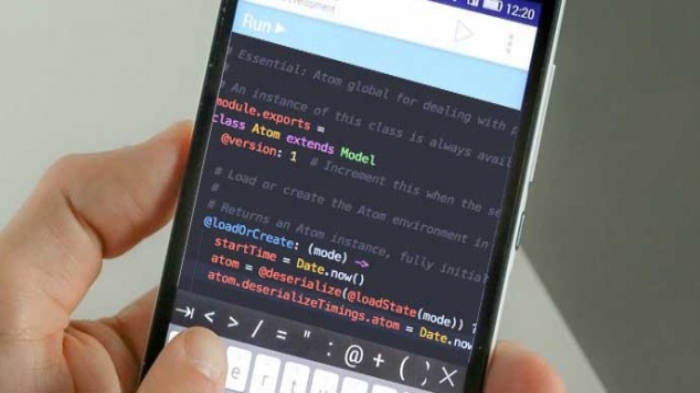 12:20
Run
# Essential: Atom global for dealing with
#
# An instance of this class is always avail
module.exports =
class Atom extends Model
@version: 1 # Increment this when the se
# Load or create the Atom environment in
#
# Returns an Atom instance, fully initia
@loadOrCreate: (mode) ->
startTime = Date.now()
atom = @deserialize(@loadState(mode))
atom.deserializeTimings.atom = Date.now
< > / = " : @ + ( ; X
e r t